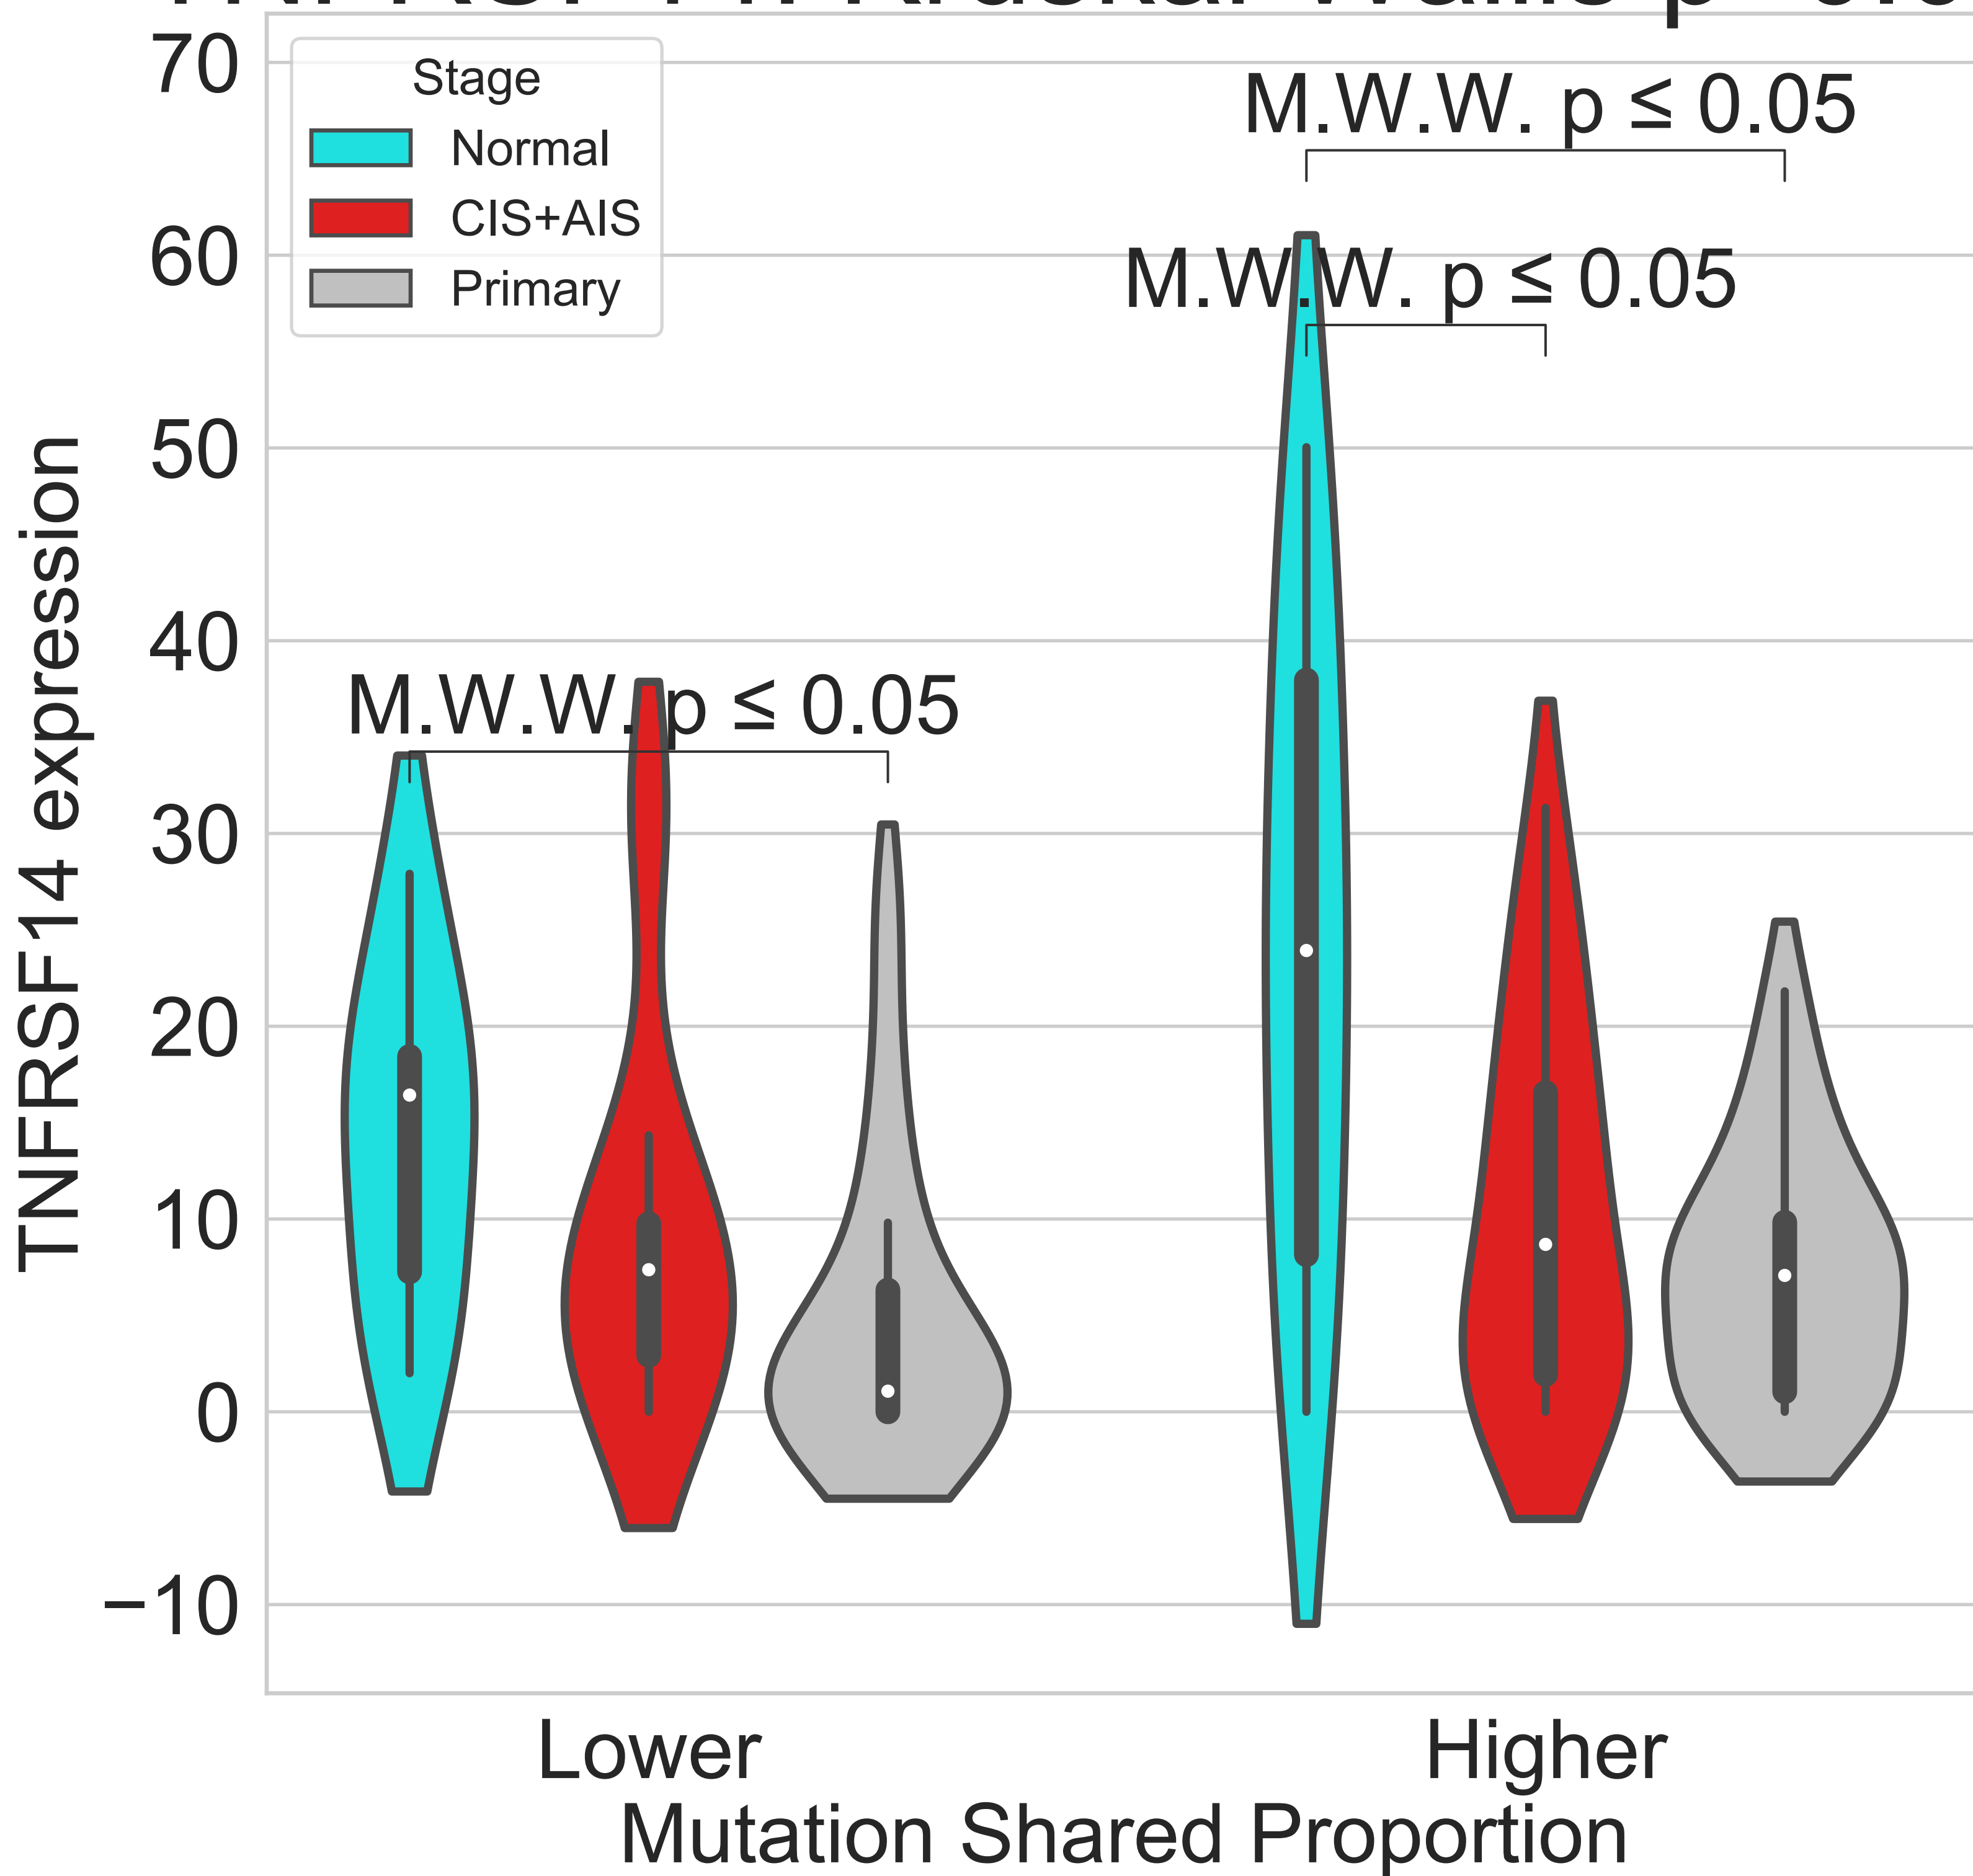 70
60
50
40
30
20
10
0
−10
TNFRSF14 expression
Stage
Normal
CIS+AIS
Primary
M.W.W. p ≤ 0.05
M.W.W. p ≤ 0.05
M.W.W. p ≤ 0.05
Lower
Higher
Mutation Shared Proportion